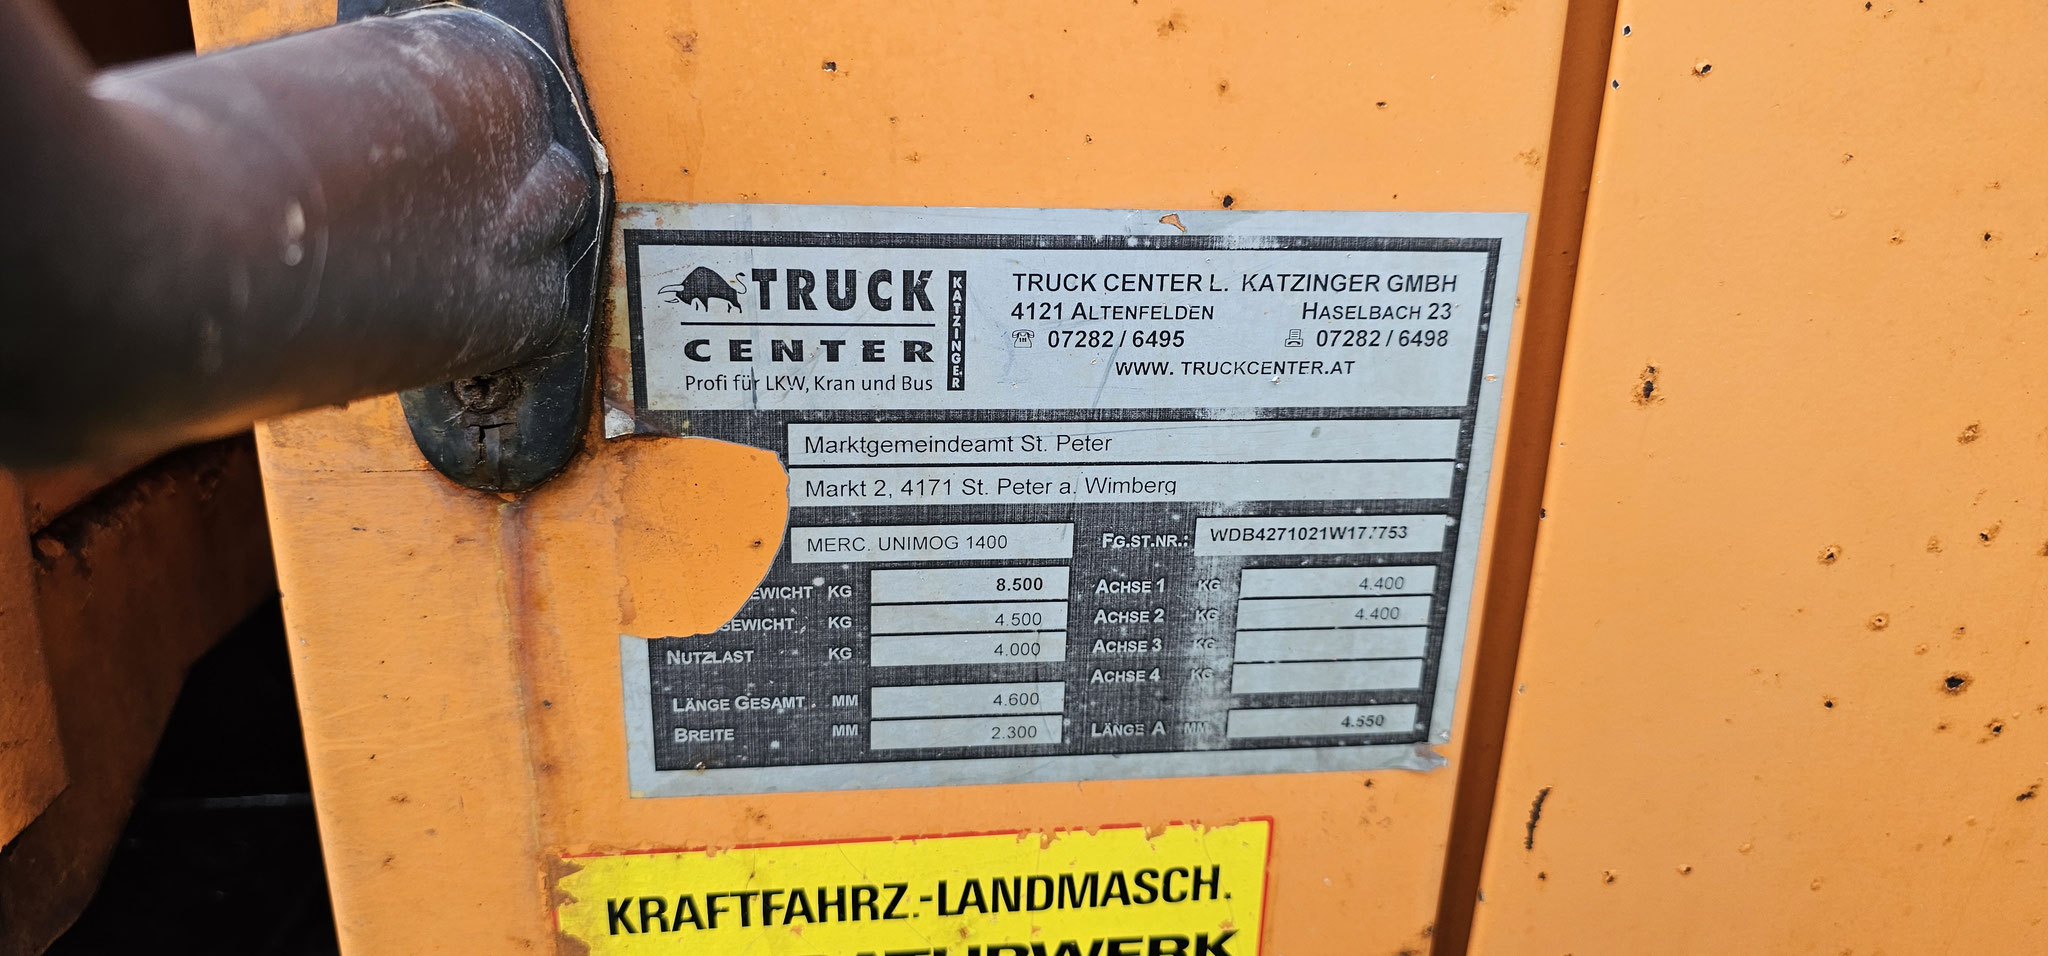 TRUCK
CENTER
KATZINGER
Profi für LKW, Kran und Bus
TRUCK CENTER L. KATZINGER GMBH
4121 ALTENFELDEN HASELBACH 23
07282 / 6495 07282 / 6498
WWW. TRUCKCENTER.AT
Marktgemeindeamt St. Peter
Markt 2, 4171 St. Peter a. Wimberg
MERC. UNIMOG 1400 FG.ST.NR.:
EWICHT KG 8.500 ACHSE 1 KG 4.400
GEWICHT KG 4.500 ACHSE 2 KG 4.400
NUTZLAST KG 4.000 ACHSE 3 KG
ACHSE 4 KG
LÄNGE GESAMT MM 4.600
BREITE MM 2.300 LÄNGE A MM 4.550
KRAFTFAHRZ.-LANDMASCH.